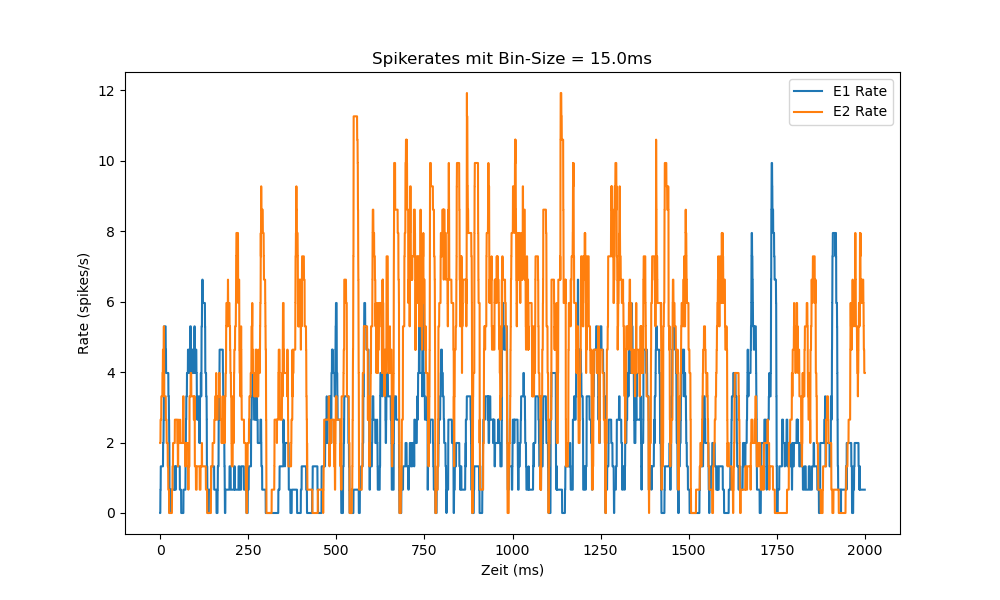 Spikerates mit Bin-Size = 15.0ms
E1 Rate
E2 Rate
12
10
8
6
4
2
0
Rate (spikes/s)
0 250 500 750 1000 1250 1500 1750 2000
Zeit (ms)